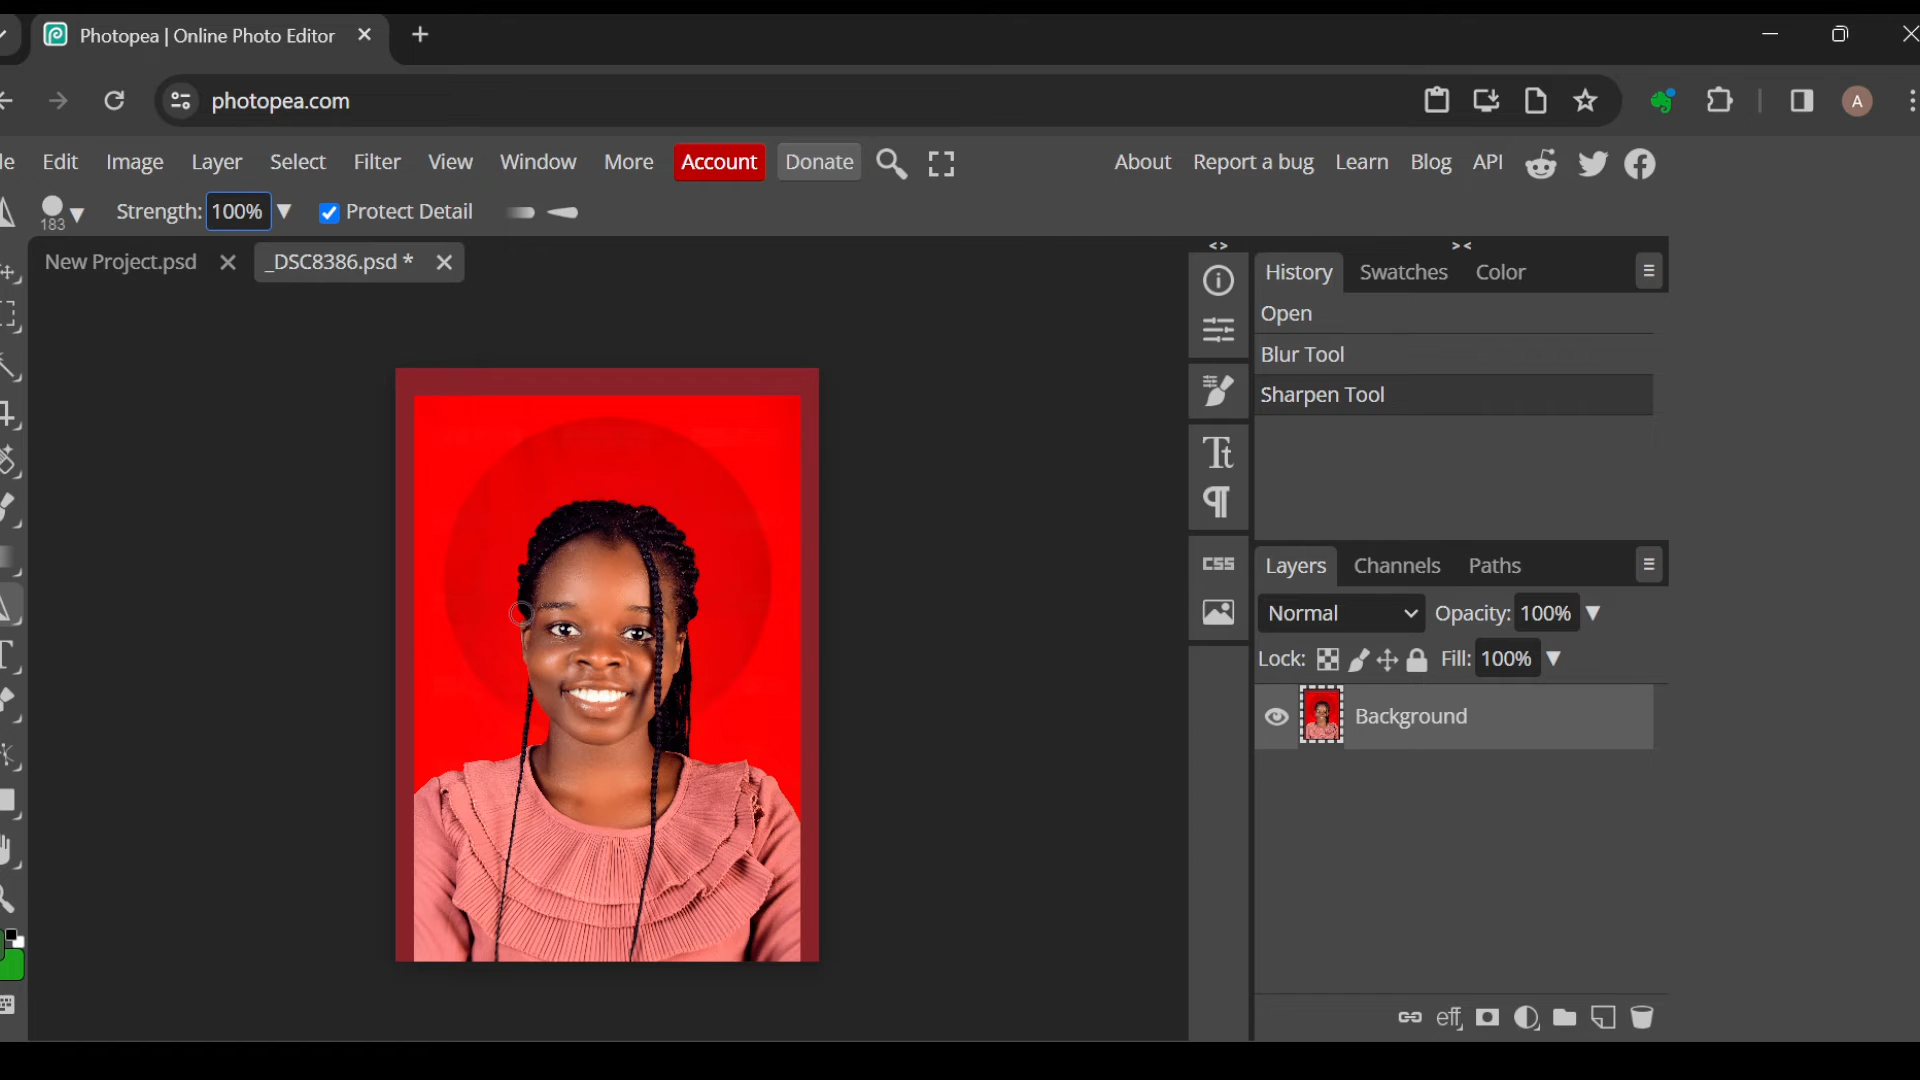 Photopea | Online Photo Editor
photopea.com
A
le Edit Image Layer Select Filter View Window More Account Donate About Report a bug Learn Blog API
183 Strength: 100% Protect Detail
New Project.psd _DSC8386.psd *
< > > <
History Swatches Color
Open
Blur Tool
Sharpen Tool
CSS
Layers Channels Paths
Normal Opacity: 100%
Lock: Fill: 100%
Background
eff